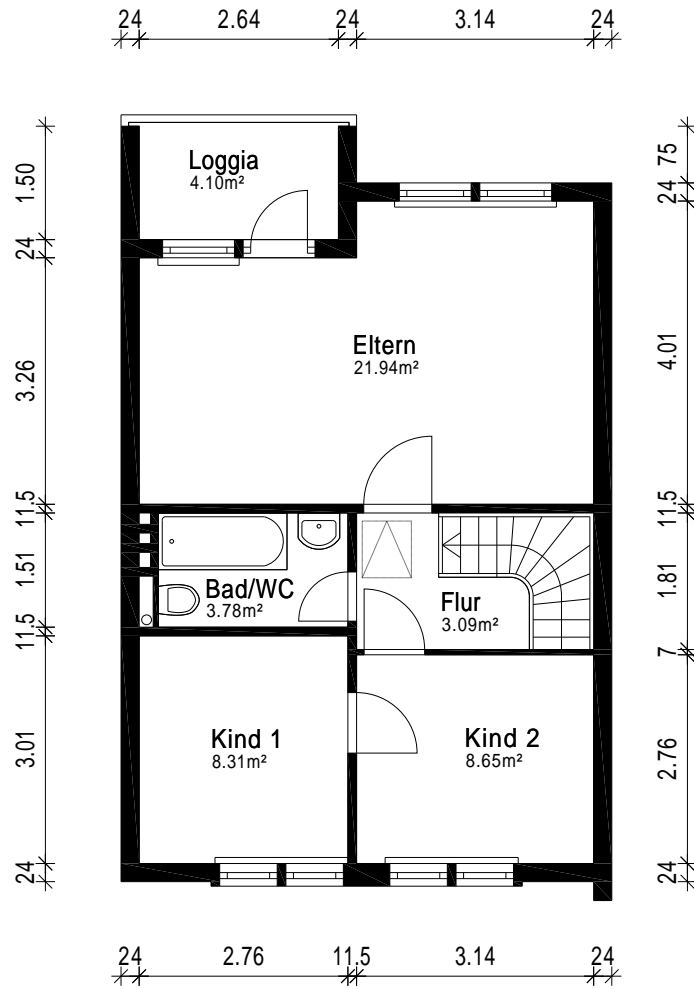 24 2.64 24 3.14 24
Loggia
4.10m²
1.50
75
24
24
Eltern
21.94m²
3.26
4.01
11.5
11.5
1.51
1.81
Bad/WC
3.78m²
Flur
3.09m²
11.5
7
Kind 1
8.31m²
Kind 2
8.65m²
3.01
2.76
24
24
24 2.76 11.5 3.14 24